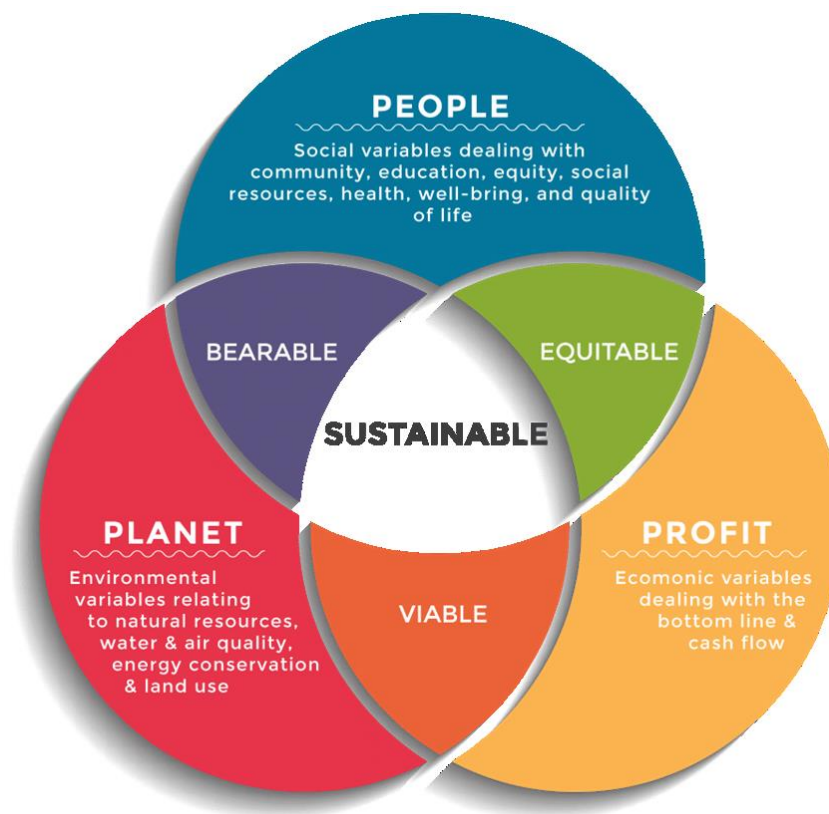 PEOPLE
Social variables dealing with
community, education, equity, social
resources, health, well-bring, and quality
of life
BEARABLE
EQUITABLE
SUSTAINABLE
PLANET
Environmental
variables relating
to natural resources,
water & air quality,
energy conservation
& land use
VIABLE
PROFIT
Ecomonic variables
dealing with the
bottom line &
cash flow